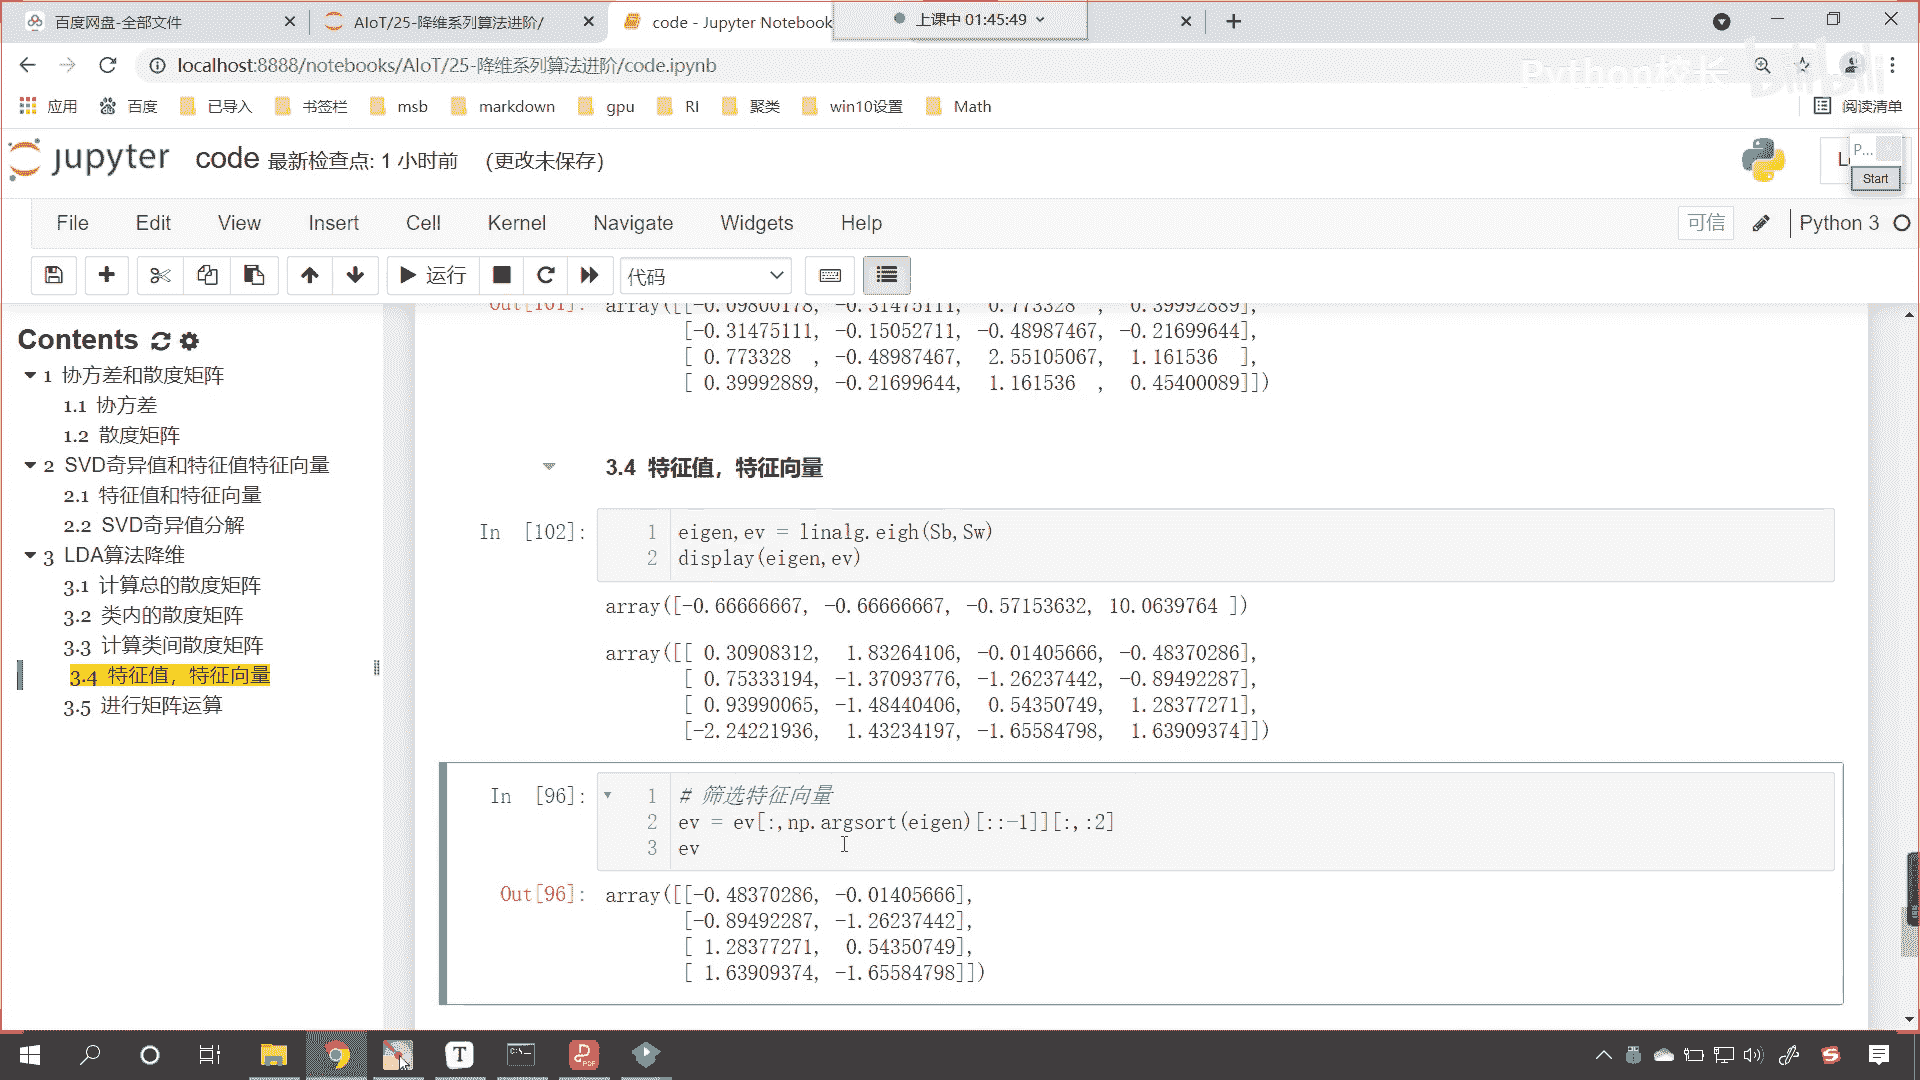 百度网盘-全部文件
AIoT/25-降维系列算法进阶/
code - Jupyter Notebook
上课中 01:45:49
localhost:8888/notebooks/AIoT/25-降维系列算法进阶/code.ipynb
Python校长
bilibili
应用 百度 已导入 书签栏 msb markdown gpu RI 聚类 win10设置 Math 阅读清单
jupyter code 最新检查点: 1 小时前 (更改未保存)
P...
Start
File Edit View Insert Cell Kernel Navigate Widgets Help 可信 Python 3
运行 代码
Contents
1 协方差和散度矩阵
1.1 协方差
1.2 散度矩阵
2 SVD奇异值和特征值特征向量
2.1 特征值和特征向量
2.2 SVD奇异值分解
3 LDA算法降维
3.1 计算总的散度矩阵
3.2 类内的散度矩阵
3.3 计算类间散度矩阵
3.4 特征值，特征向量
3.5 进行矩阵运算
Out[101]: array([[-0.09800178, -0.31475111, 0.773328 , 0.39992889],
[-0.31475111, -0.15052711, -0.48987467, -0.21699644],
[ 0.773328 , -0.48987467, 2.55105067, 1.161536 ],
[ 0.39992889, -0.21699644, 1.161536 , 0.45400089]])
3.4 特征值，特征向量
In [102]:
1 eigen,ev = linalg.eigh(Sb,Sw)
2 display(eigen,ev)
array([-0.66666667, -0.66666667, -0.57153632, 10.0639764 ])
array([[ 0.30908312, 1.83264106, -0.01405666, -0.48370286],
[ 0.75333194, -1.37093776, -1.26237442, -0.89492287],
[ 0.93990065, -1.48440406, 0.54350749, 1.28377271],
[-2.24221936, 1.43234197, -1.65584798, 1.63909374]])
In [96]:
1 # 筛选特征向量
2 ev = ev[:,np.argsort(eigen)[::-1]][:,:2]
3 ev
Out[96]: array([[-0.48370286, -0.01405666],
[-0.89492287, -1.26237442],
[ 1.28377271, 0.54350749],
[ 1.63909374, -1.65584798]])